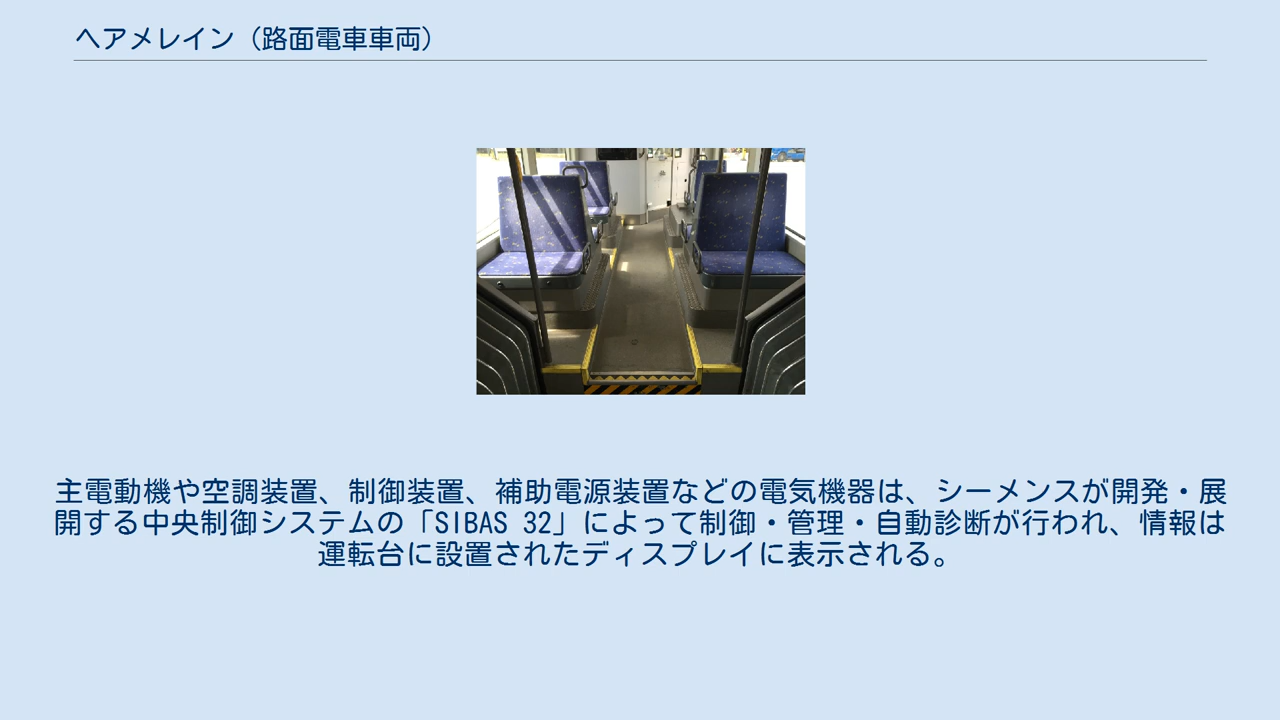 ヘアメレイン（路面電車車両）
主電動機や空調装置、制御装置、補助電源装置などの電気機器は、シーメンスが開発・展
開する中央制御システムの「SIBAS 32」によって制御・管理・自動診断が行われ、情報は
運転台に設置されたディスプレイに表示される。